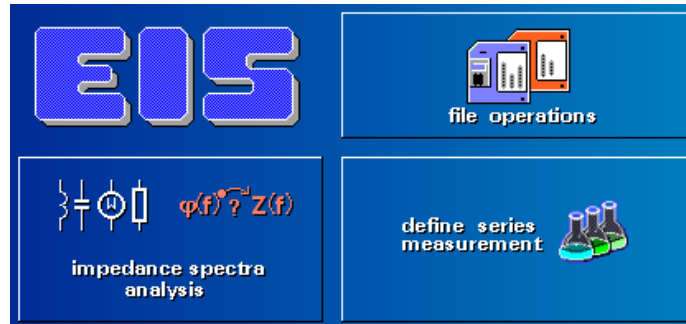 EIS
file operations
W
φ(f) ? Z(f)
impedance spectra
analysis
define series
measurement